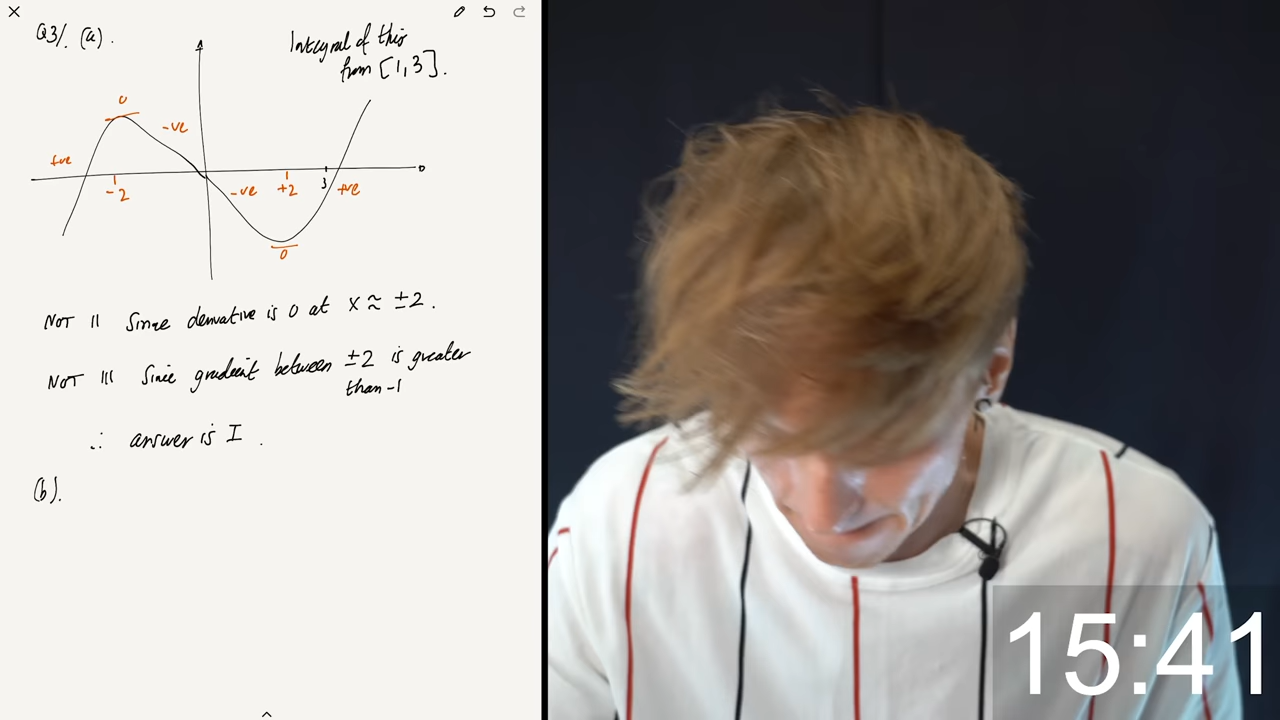 Q3/. (a).
Integral of this
from [1,3].
0
-ve
+ve
-2
-ve
+2
3
+ve
0
NOT II Since derivative is 0 at x ≈ ±2.
NOT III Since gradient between ±2 is greater
than -1
∴ answer is I.
(b).
15:41